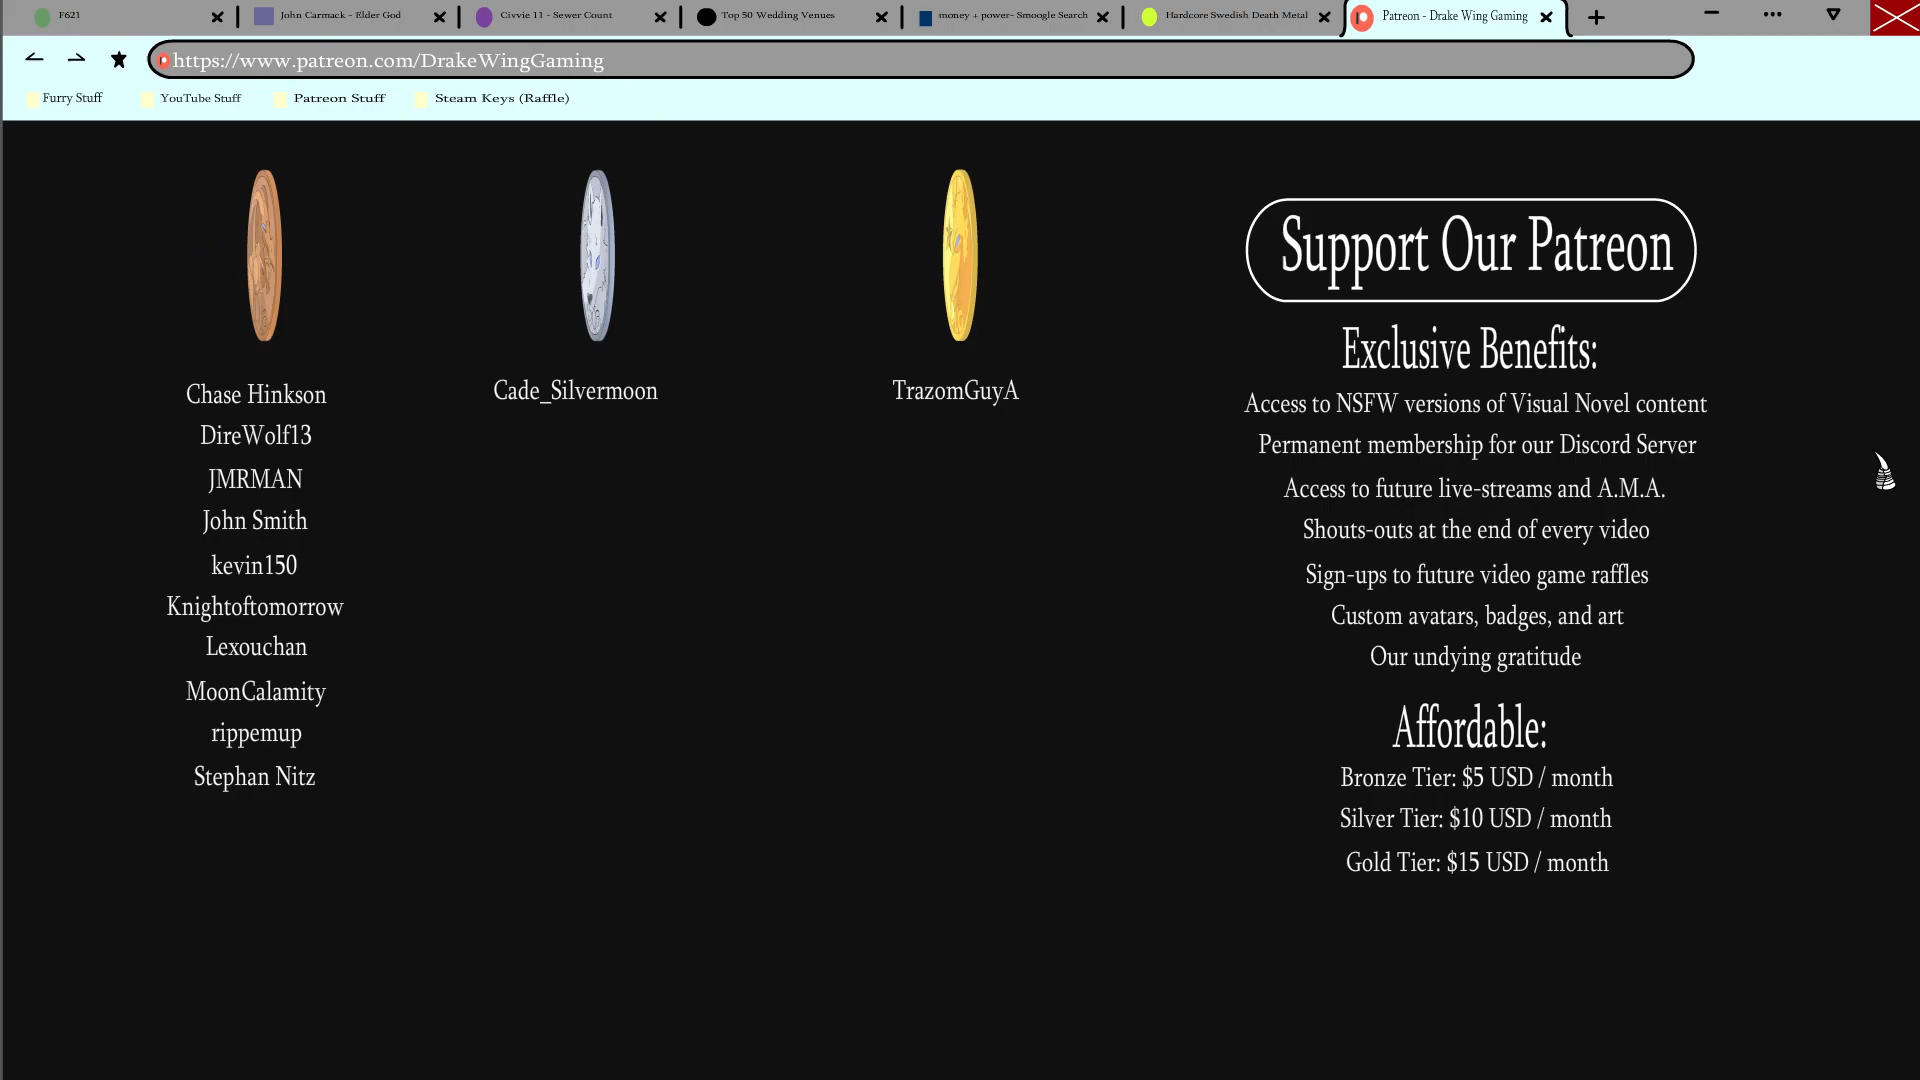 F621
John Carmack - Elder God
Civvie 11 - Sewer Count
Top 50 Wedding Venues
money + power- Smoogle Search
Hardcore Swedish Death Metal
Patreon - Drake Wing Gaming
https://www.patreon.com/DrakeWingGaming
Furry Stuff
YouTube Stuff
Patreon Stuff
Steam Keys (Raffle)
Chase Hinkson
DireWolf13
JMRMAN
John Smith
kevin150
Knightoftomorrow
Lexouchan
MoonCalamity
rippemup
Stephan Nitz
Cade_Silvermoon
TrazomGuyA
Support Our Patreon
Exclusive Benefits:
Access to NSFW versions of Visual Novel content
Permanent membership for our Discord Server
Access to future live-streams and A.M.A.
Shouts-outs at the end of every video
Sign-ups to future video game raffles
Custom avatars, badges, and art
Our undying gratitude
Affordable:
Bronze Tier: $5 USD / month
Silver Tier: $10 USD / month
Gold Tier: $15 USD / month